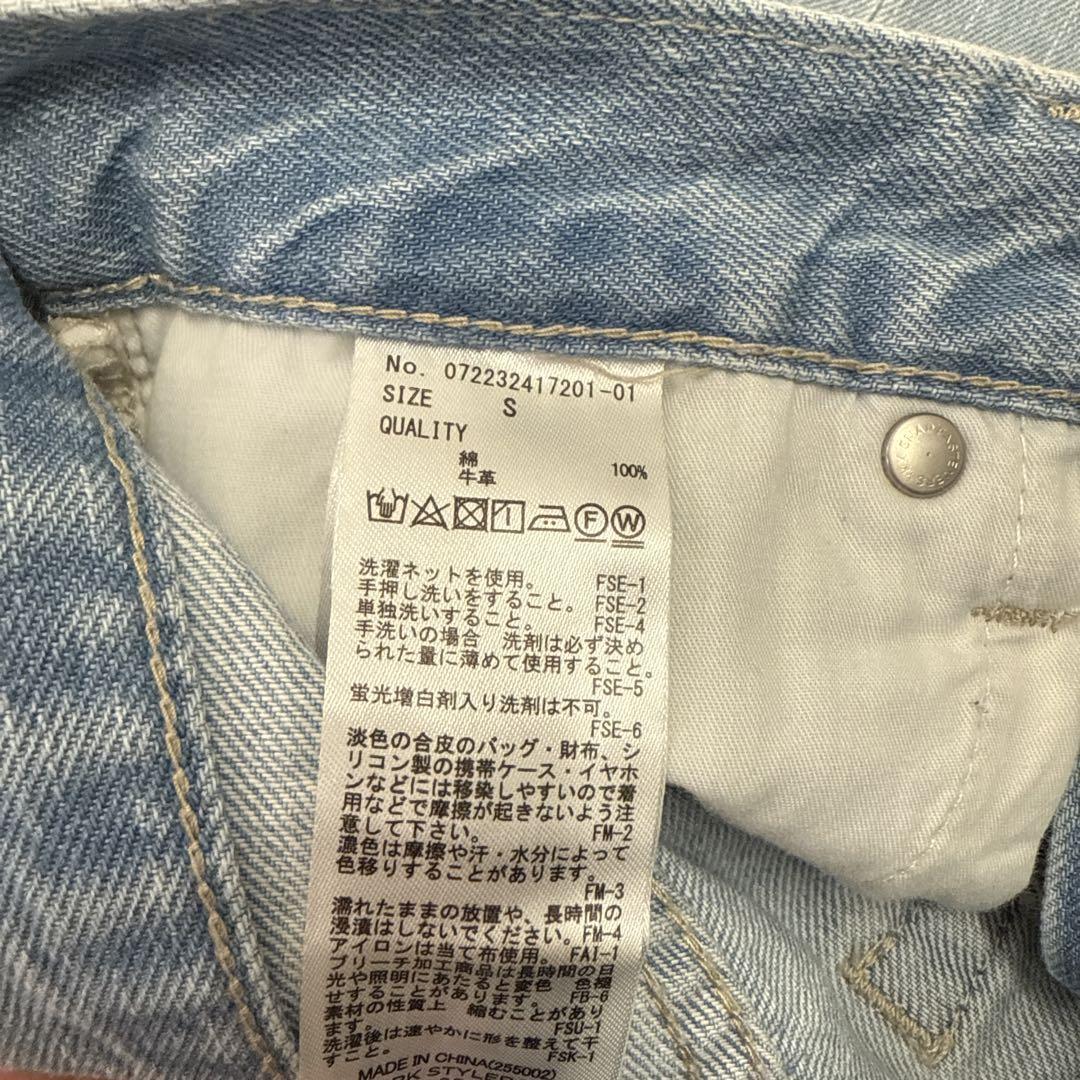 No. 072232417201-01
SIZE S
QUALITY
綿 100%
牛革
F W
洗濯ネットを使用。 FSE-1
手押し洗いをすること。 FSE-2
単独洗いすること。 FSE-4
手洗いの場合 洗剤は必ず決め
られた量に薄めて使用すること。
FSE-5
蛍光増白剤入り洗剤は不可。
FSE-6
淡色の合皮のバッグ・財布、シ
リコン製の携帯ケース・イヤホ
ンなどには移染しやすいので着
用などで摩擦が起きないよう注
意して下さい。 FM-2
濃色は摩擦や汗・水分によって
色移りすることがあります。
FM-3
濡れたままの放置や、長時間の
浸漬はしないでください。FM-4
アイロンは当て布使用。 FAI-1
ブリーチ加工商品は長時間の日
光や照明にあたると変色 色褪
せすることがあります。 FB-6
素材の性質上 縮むことがあり
ます。 FSU-1
洗濯後は速やかに形を整えて干
すこと。 FSK-1
MADE IN CHINA(255002)